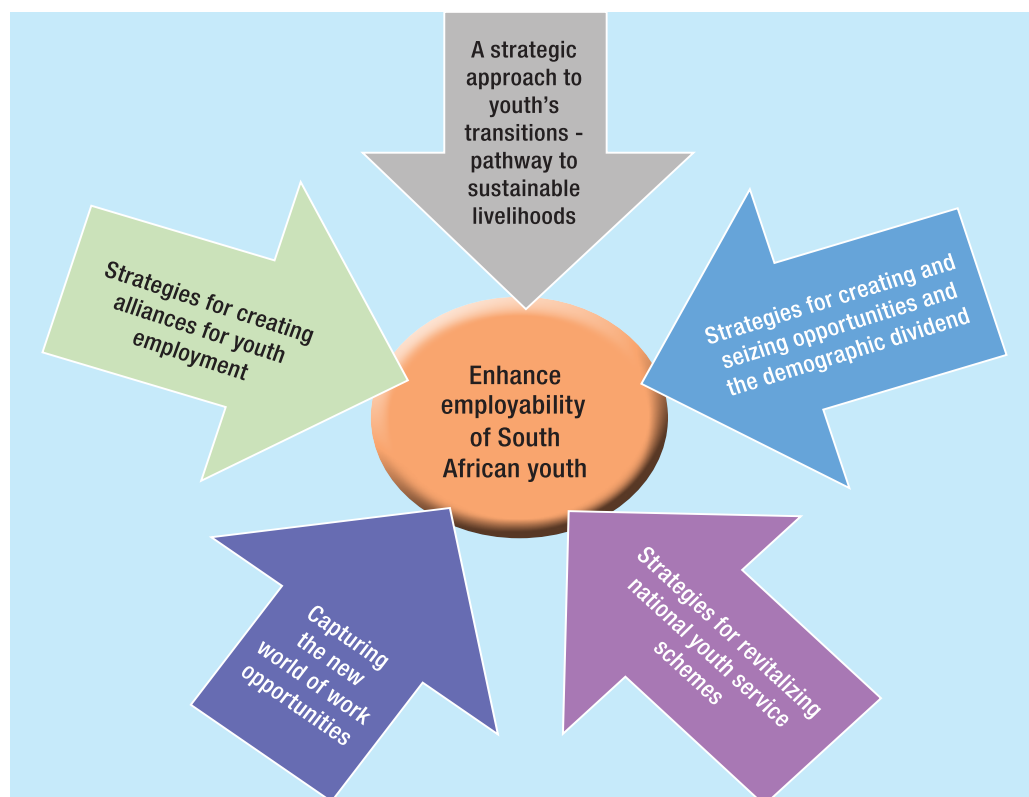 A strategic
approach to
youth's
transitions -
pathway to
sustainable
livelihoods
Strategies for creating
alliances for youth
employment
Strategies for creating and
seizing opportunities and
the demographic dividend
Enhance
employability
of South
African youth
Capturing
the new
world of work
opportunities
Strategies for revitalizing
national youth service
schemes